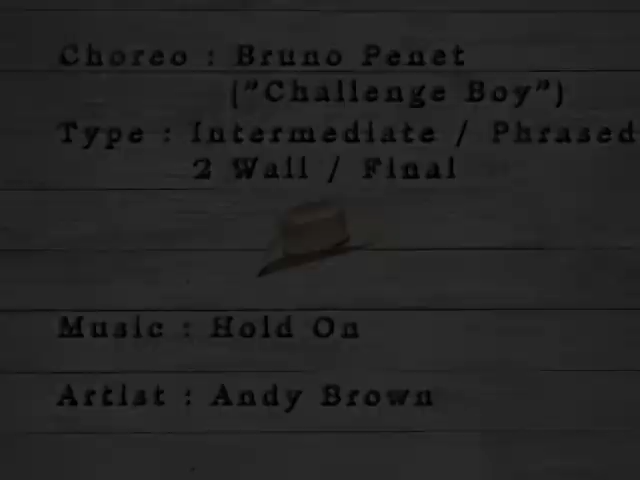 Choreo : Bruno Penet
("Challenge Boy")
Type : Intermediate / Phrased
2 Wall / Final
Music : Hold On
Artist : Andy Brown